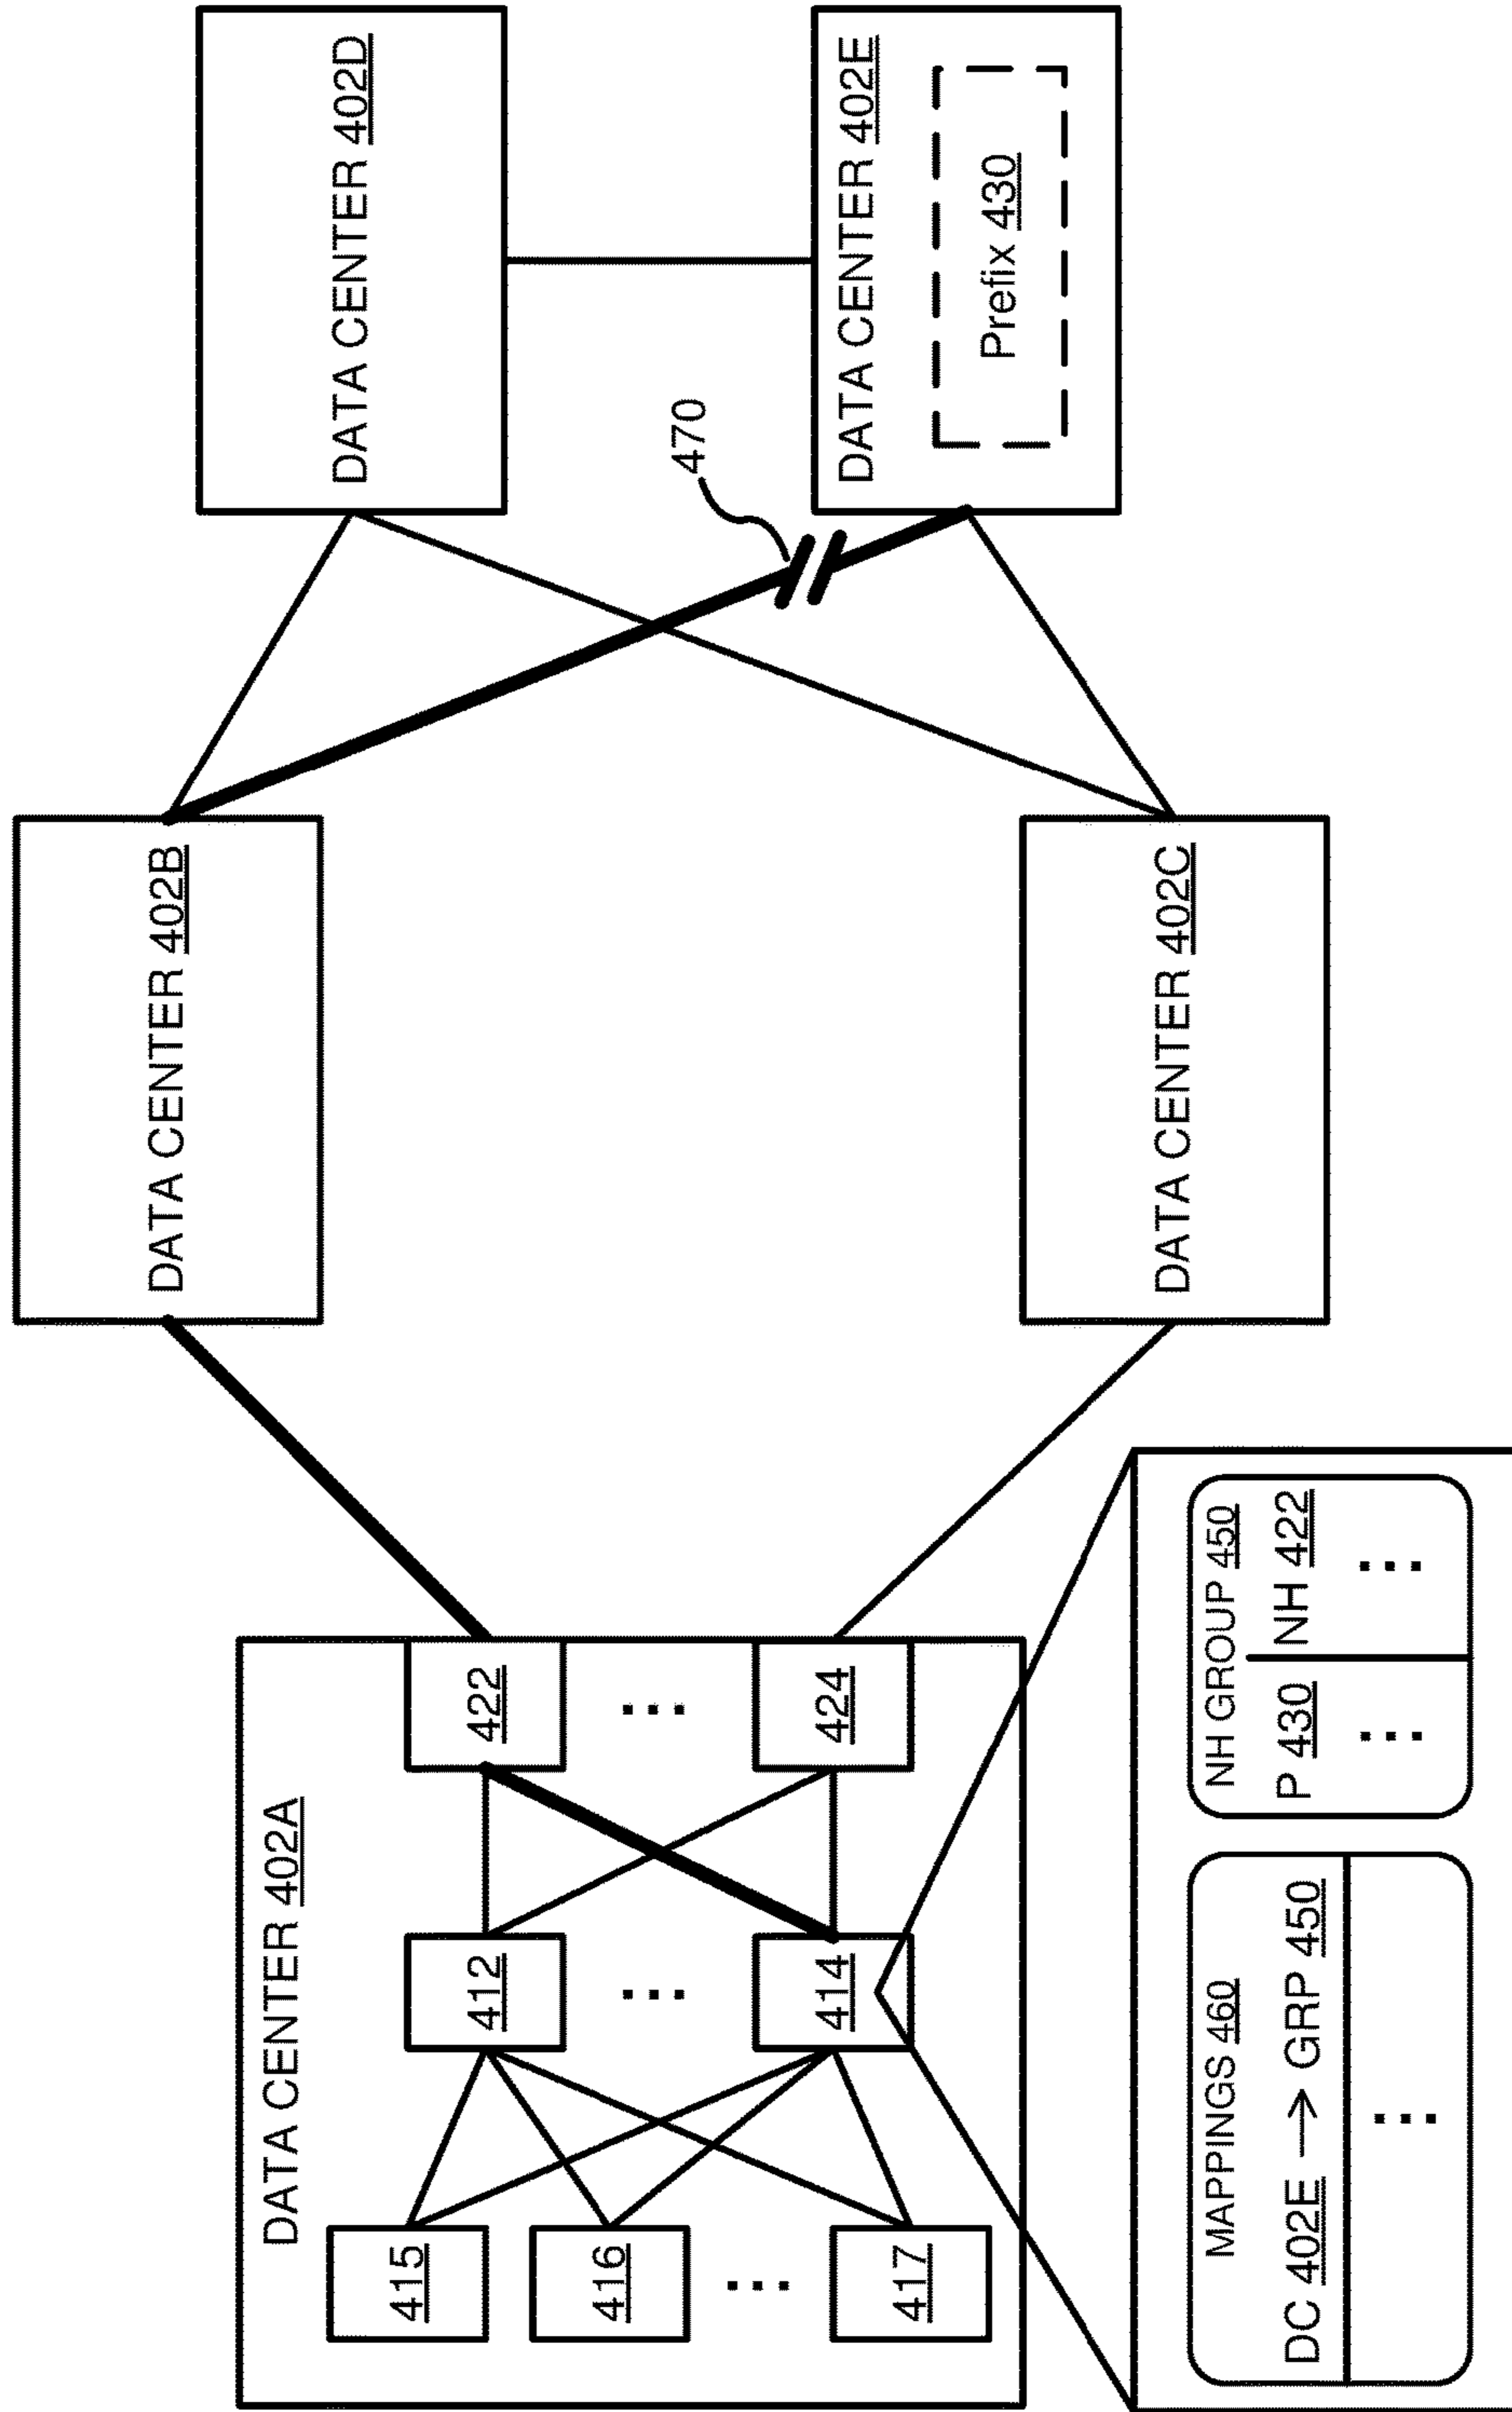 DATA CENTER 402A
415
416
⋮
417
412
⋮
414
422
⋮
424
DATA CENTER 402B
DATA CENTER 402C
DATA CENTER 402D
470
DATA CENTER 402E
Prefix 430
MAPPINGS 460
DC 402E → GRP 450
⋮
NH GROUP 450
P 430 NH 422
⋮ ⋮